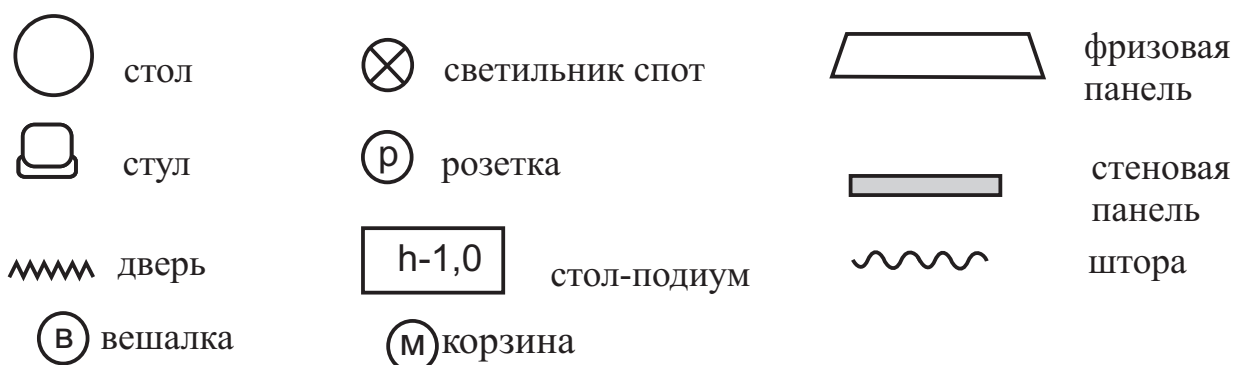 стол
светильник спот
фризовая
панель
стул
р
розетка
стеновая
панель
дверь
h-1,0
стол-подиум
штора
в
вешалка
м
корзина